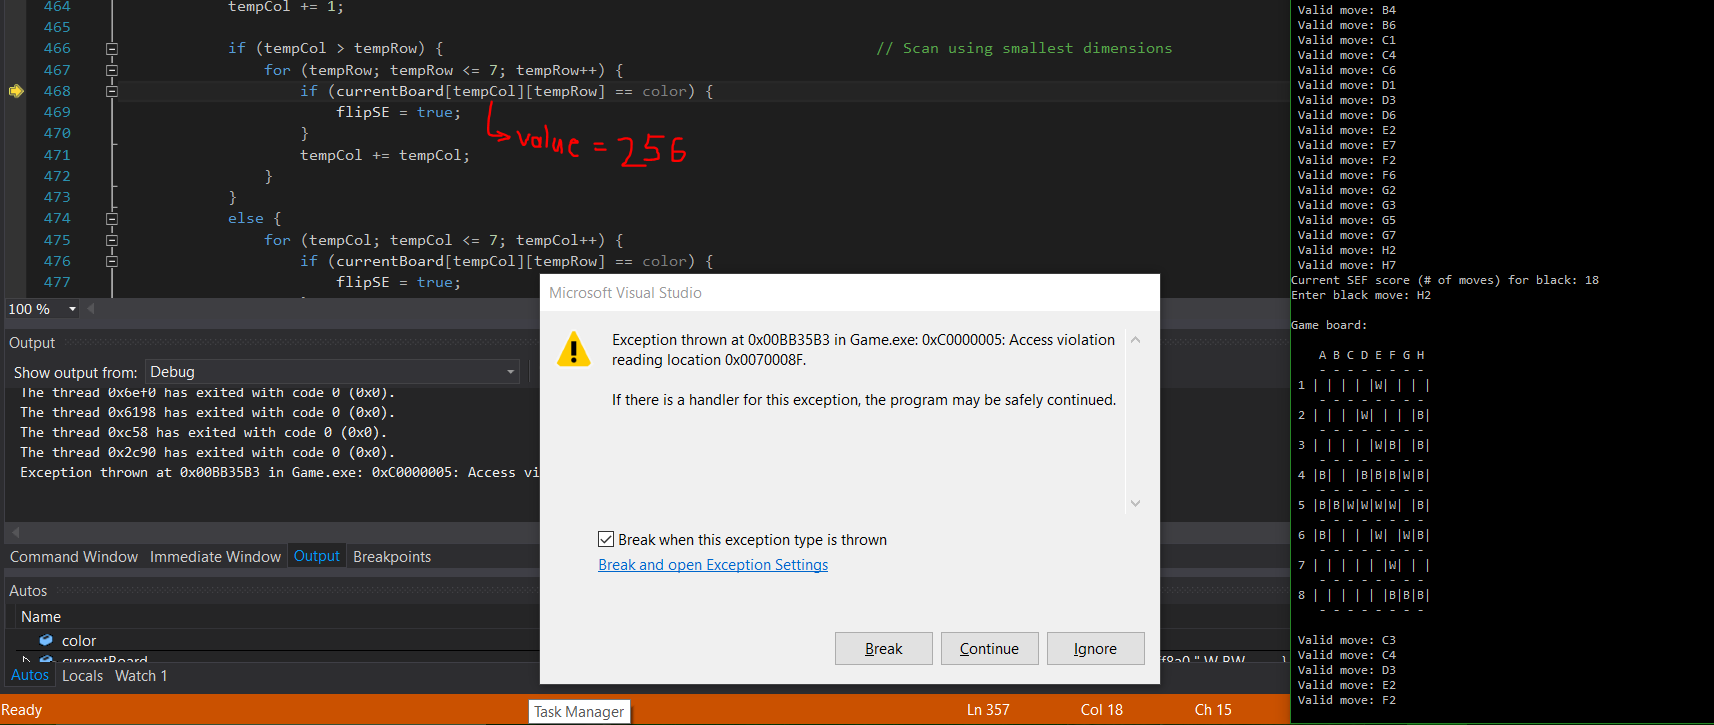 464 tempCol += 1;
465
466 if (tempCol > tempRow) { // Scan using smallest dimensions
467 for (tempRow; tempRow <= 7; tempRow++) {
468 if (currentBoard[tempCol][tempRow] == color) {
469 flipSE = true;
470 }
value = 256
471 tempCol += tempCol;
472 }
473 }
474 else {
475 for (tempCol; tempCol <= 7; tempCol++) {
476 if (currentBoard[tempCol][tempRow] == color) {
477 flipSE = true;
100 %
Output
Show output from: Debug
The thread 0x6ef0 has exited with code 0 (0x0).
The thread 0x6198 has exited with code 0 (0x0).
The thread 0xc58 has exited with code 0 (0x0).
The thread 0x2c90 has exited with code 0 (0x0).
Exception thrown at 0x00BB35B3 in Game.exe: 0xC0000005: Access vi
Command Window Immediate Window Output Breakpoints
Autos
Name
color
currentBoard
Autos Locals Watch 1
Ready Ln 357 Col 18 Ch 15
Task Manager
Microsoft Visual Studio
Exception thrown at 0x00BB35B3 in Game.exe: 0xC0000005: Access violation
reading location 0x0070008F.
If there is a handler for this exception, the program may be safely continued.
Break when this exception type is thrown
Break and open Exception Settings
Break Continue Ignore
Valid move: B4
Valid move: B6
Valid move: C1
Valid move: C4
Valid move: C6
Valid move: D1
Valid move: D3
Valid move: D6
Valid move: E2
Valid move: E7
Valid move: F2
Valid move: F6
Valid move: G2
Valid move: G3
Valid move: G5
Valid move: G7
Valid move: H2
Valid move: H7
Current SEF score (# of moves) for black: 18
Enter black move: H2
Game board:
A B C D E F G H
- - - - - - - -
1 | | | | |W| | | |
- - - - - - - -
2 | | | |W| | | |B|
- - - - - - - -
3 | | | | |W|B| |B|
- - - - - - - -
4 |B| | |B|B|B|W|B|
- - - - - - - -
5 |B|B|W|W|W|W| |B|
- - - - - - - -
6 |B| | | |W| |W|B|
- - - - - - - -
7 | | | | | |W| | |
- - - - - - - -
8 | | | | | |B|B|B|
- - - - - - - -
Valid move: C3
Valid move: C4
Valid move: D3
Valid move: E2
Valid move: F2